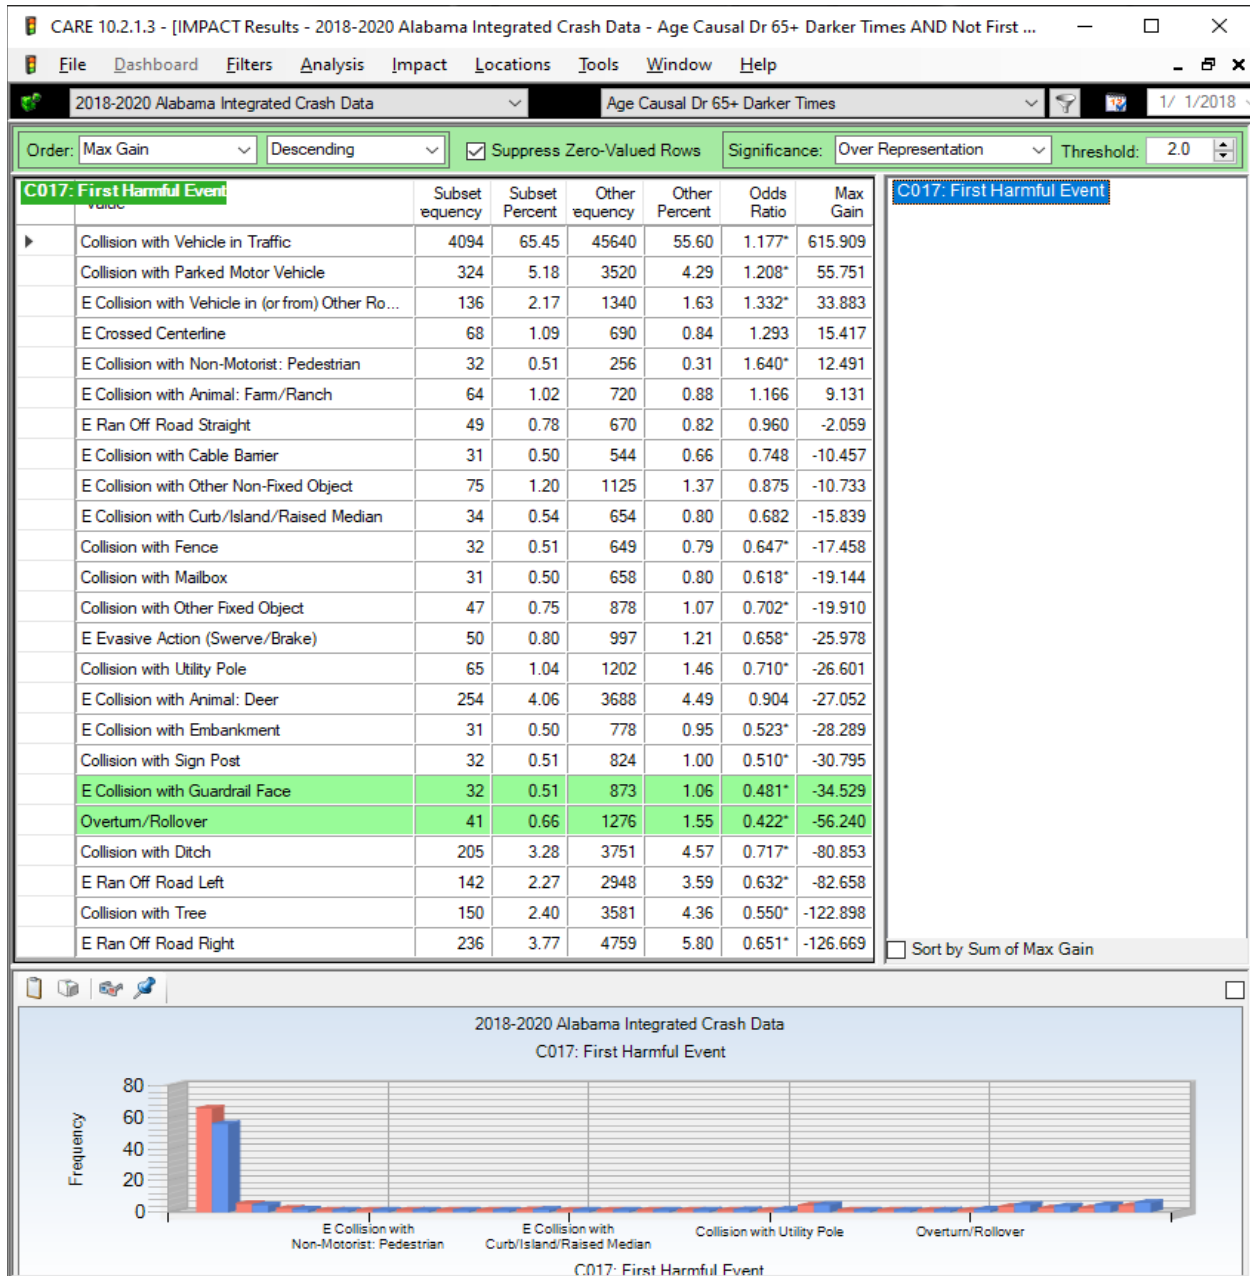 CARE 10.2.1.3 - [IMPACT Results - 2018-2020 Alabama Integrated Crash Data - Age Causal Dr 65+ Darker Times AND Not First ...
File Dashboard Filters Analysis Impact Locations Tools Window Help
2018-2020 Alabama Integrated Crash Data Age Causal Dr 65+ Darker Times 1/ 1/2018
Order: Max Gain Descending Suppress Zero-Valued Rows Significance: Over Representation Threshold: 2.0
C017: First Harmful Event Subset Subset Other Other Odds Max C017: First Harmful Event
equency Percent equency Percent Ratio Gain
Collision with Vehicle in Traffic 4094 65.45 45640 55.60 1.177* 615.909
Collision with Parked Motor Vehicle 324 5.18 3520 4.29 1.208* 55.751
E Collision with Vehicle in (or from) Other Ro... 136 2.17 1340 1.63 1.332* 33.883
E Crossed Centerline 68 1.09 690 0.84 1.293 15.417
E Collision with Non-Motorist: Pedestrian 32 0.51 256 0.31 1.640* 12.491
E Collision with Animal: Farm/Ranch 64 1.02 720 0.88 1.166 9.131
E Ran Off Road Straight 49 0.78 670 0.82 0.960 -2.059
E Collision with Cable Barrier 31 0.50 544 0.66 0.748 -10.457
E Collision with Other Non-Fixed Object 75 1.20 1125 1.37 0.875 -10.733
E Collision with Curb/Island/Raised Median 34 0.54 654 0.80 0.682 -15.839
Collision with Fence 32 0.51 649 0.79 0.647* -17.458
Collision with Mailbox 31 0.50 658 0.80 0.618* -19.144
Collision with Other Fixed Object 47 0.75 878 1.07 0.702* -19.910
E Evasive Action (Swerve/Brake) 50 0.80 997 1.21 0.658* -25.978
Collision with Utility Pole 65 1.04 1202 1.46 0.710* -26.601
E Collision with Animal: Deer 254 4.06 3688 4.49 0.904 -27.052
E Collision with Embankment 31 0.50 778 0.95 0.523* -28.289
Collision with Sign Post 32 0.51 824 1.00 0.510* -30.795
E Collision with Guardrail Face 32 0.51 873 1.06 0.481* -34.529
Overturn/Rollover 41 0.66 1276 1.55 0.422* -56.240
Collision with Ditch 205 3.28 3751 4.57 0.717* -80.853
E Ran Off Road Left 142 2.27 2948 3.59 0.632* -82.658
Collision with Tree 150 2.40 3581 4.36 0.550* -122.898
E Ran Off Road Right 236 3.77 4759 5.80 0.651* -126.669
Sort by Sum of Max Gain
2018-2020 Alabama Integrated Crash Data
C017: First Harmful Event
80
60
40
20
0
Frequency
E Collision with
Non-Motorist: Pedestrian
E Collision with
Curb/Island/Raised Median
Collision with Utility Pole
Overturn/Rollover
C017: First Harmful Event